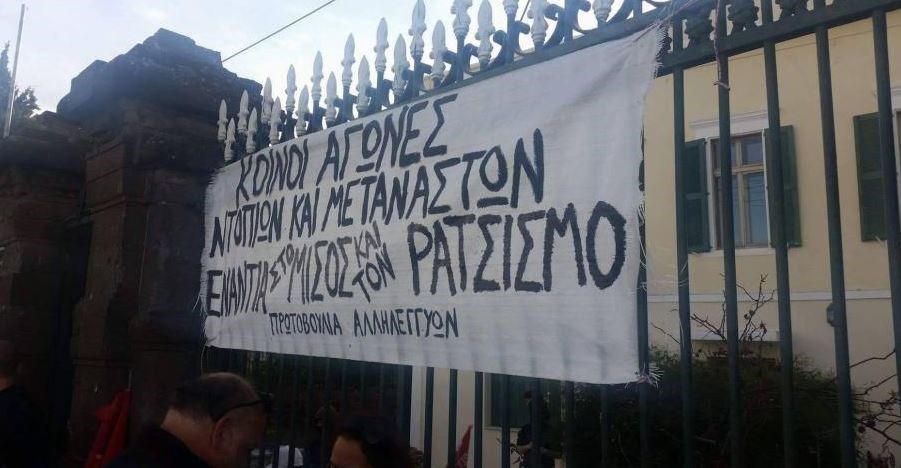 ΚΟΙΝΟΙ ΑΓΩΝΕΣ
ΝΤΟΠΙΩΝ ΚΑΙ ΜΕΤΑΝΑΣΤΩΝ
ΕΝΑΝΤΙΑ ΣΤΟ ΜΙΣΟΣ ΚΑΙ ΤΟΝ ΡΑΤΣΙΣΜΟ
ΠΡΩΤΟΒΟΥΛΙΑ ΑΛΛΗΛΕΓΓΥΩΝ